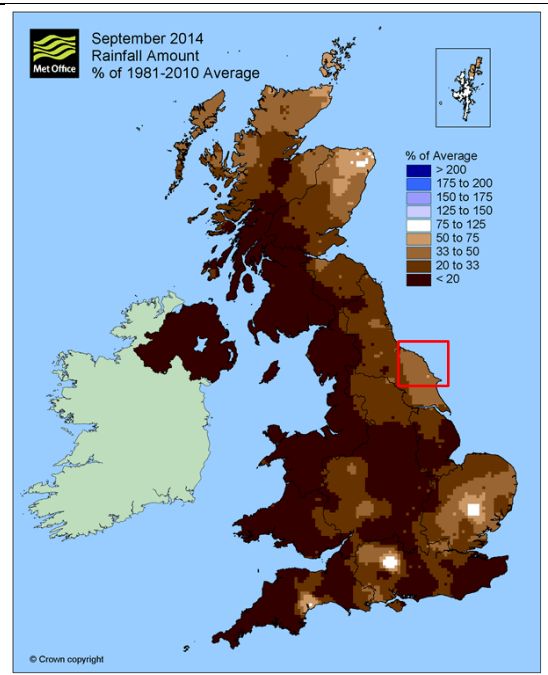 Met Office
September 2014
Rainfall Amount
% of 1981-2010 Average
% of Average
> 200
175 to 200
150 to 175
125 to 150
75 to 125
50 to 75
33 to 50
20 to 33
< 20
© Crown copyright